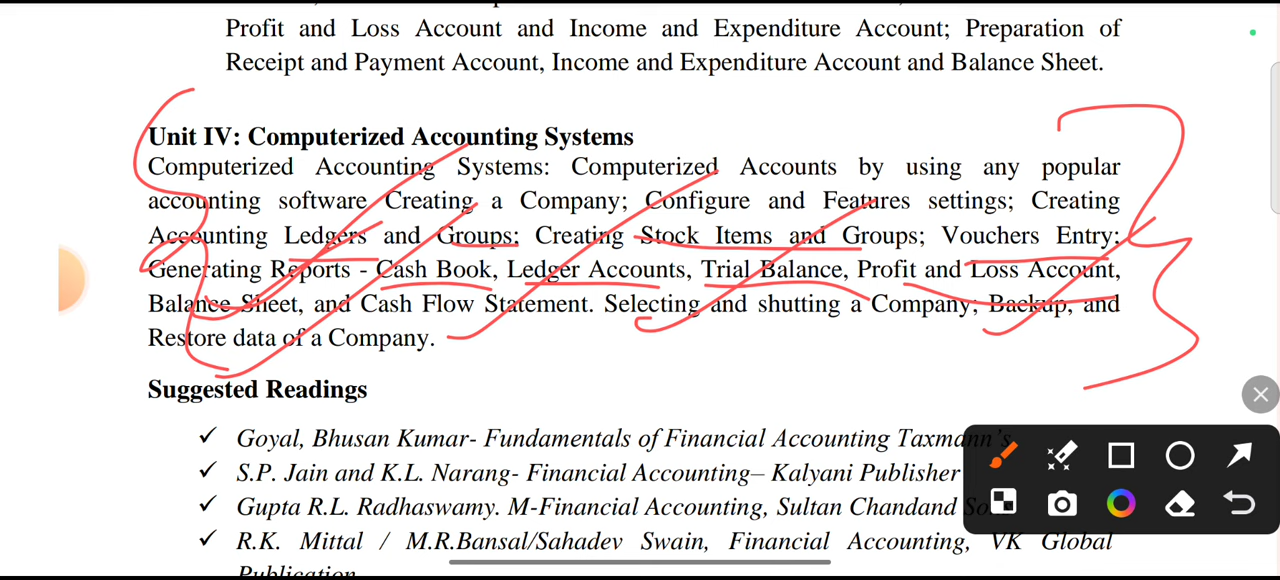 Profit and Loss Account and Income and Expenditure Account; Preparation of
Receipt and Payment Account, Income and Expenditure Account and Balance Sheet.
Unit IV: Computerized Accounting Systems
Computerized Accounting Systems: Computerized Accounts by using any popular
accounting software Creating a Company; Configure and Features settings; Creating
Accounting Ledgers and Groups; Creating Stock Items and Groups; Vouchers Entry;
Generating Reports - Cash Book, Ledger Accounts, Trial Balance, Profit and Loss Account,
Balance Sheet, and Cash Flow Statement. Selecting and shutting a Company; Backup, and
Restore data of a Company.
Suggested Readings
✓ Goyal, Bhusan Kumar- Fundamentals of Financial Accounting Taxmann's
✓ S.P. Jain and K.L. Narang- Financial Accounting– Kalyani Publisher
✓ Gupta R.L. Radhaswamy. M-Financial Accounting, Sultan Chandand
✓ R.K. Mittal / M.R.Bansal/Sahadev Swain, Financial Accounting, VK Global
Publication